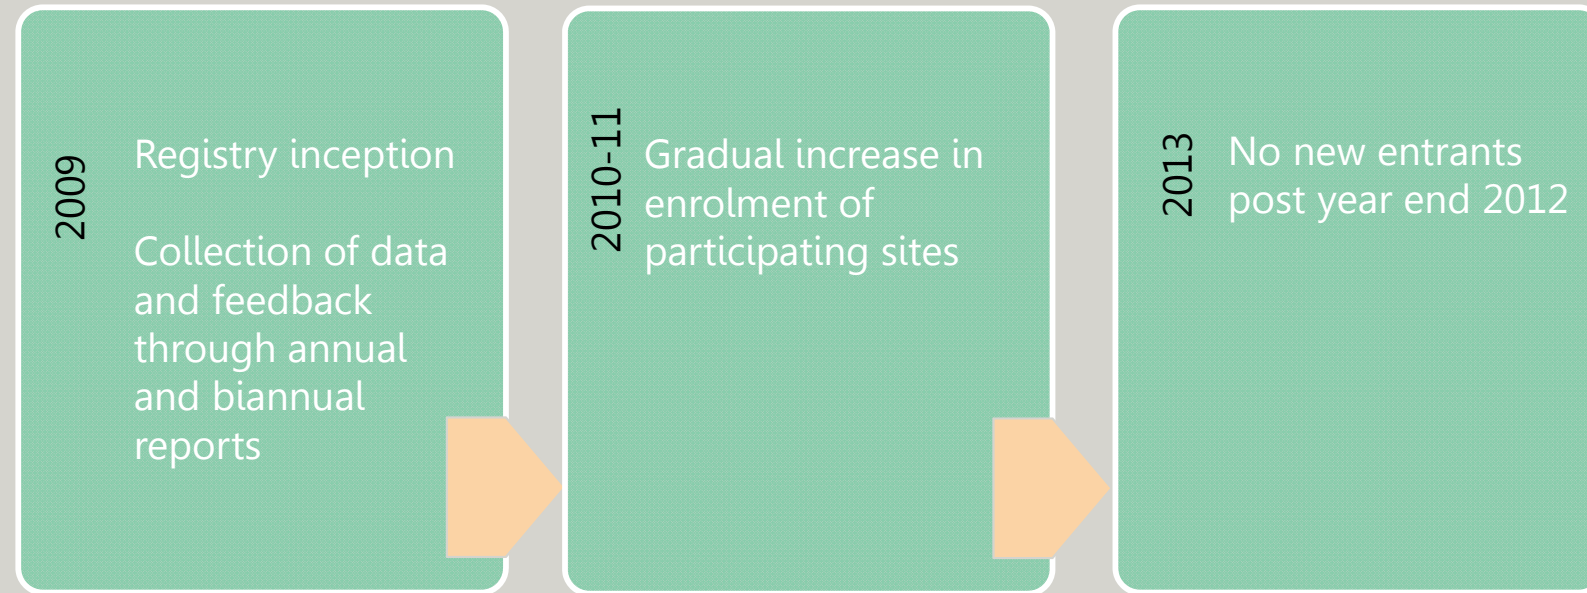 2009
Registry inception
Collection of data
and feedback
through annual
and biannual
reports
2010-11
Gradual increase in
enrolment of
participating sites
2013
No new entrants
post year end 2012